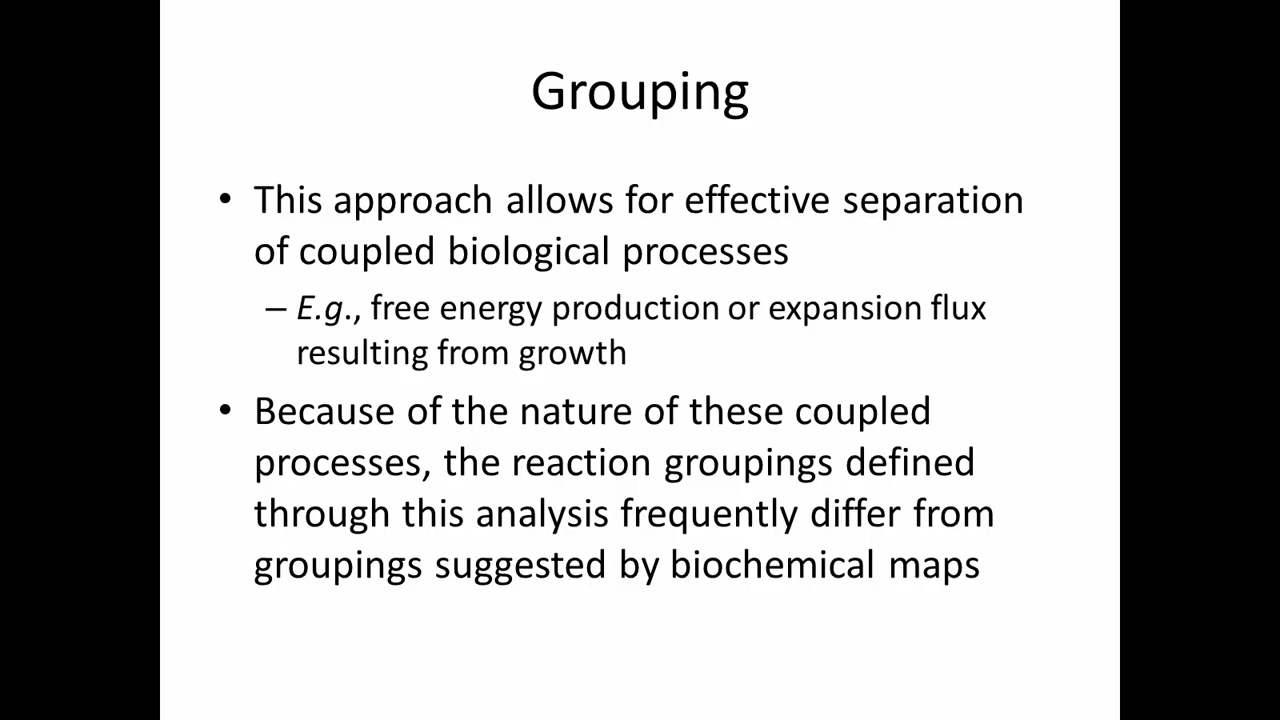 Grouping
• This approach allows for effective separation
of coupled biological processes
– E.g., free energy production or expansion flux
resulting from growth
• Because of the nature of these coupled
processes, the reaction groupings defined
through this analysis frequently differ from
groupings suggested by biochemical maps